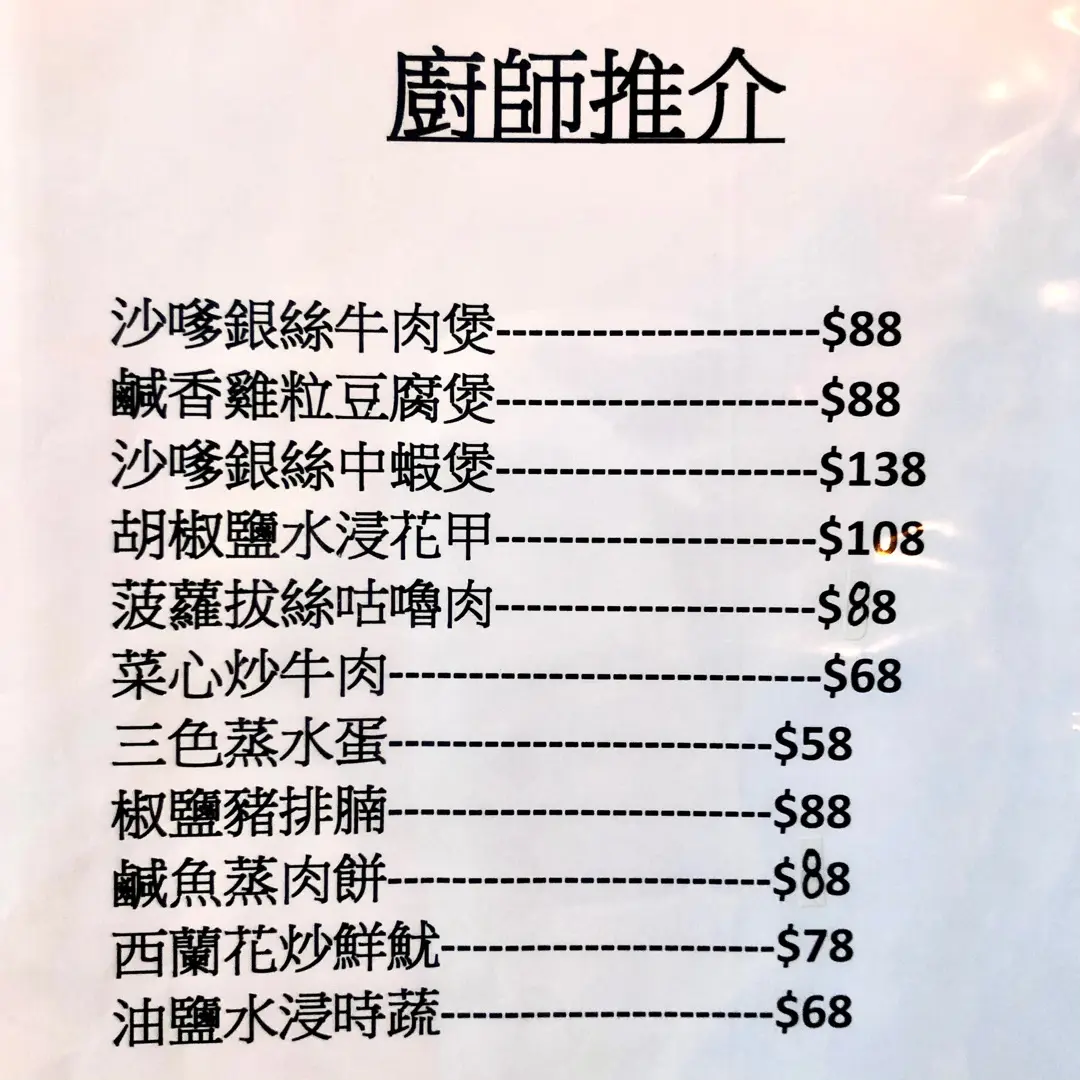 廚師推介
沙嗲銀絲牛肉煲--------------------$88
鹹香雞粒豆腐煲--------------------$88
沙嗲銀絲中蝦煲--------------------$138
胡椒鹽水浸花甲--------------------$108
菠蘿拔絲咕嚕肉--------------------$88
菜心炒牛肉---------------------------$68
三色蒸水蛋------------------------$58
椒鹽豬排腩------------------------$88
鹹魚蒸肉餅------------------------$88
西蘭花炒鮮魷---------------------$78
油鹽水浸時蔬---------------------$68